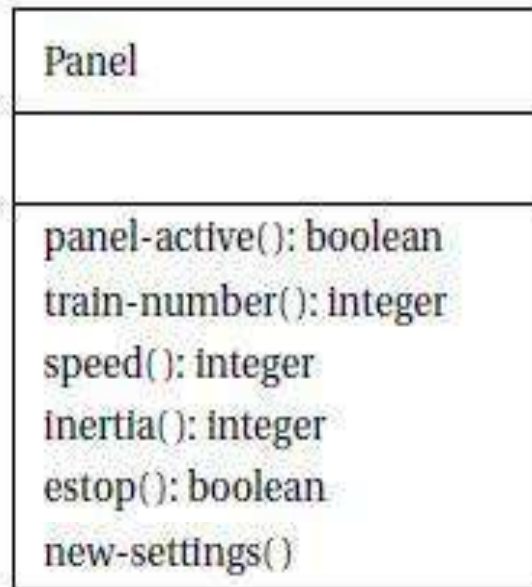 Panel
panel-active(): boolean
train-number(): integer
speed(): integer
inertia(): integer
estop(): boolean
new-settings()